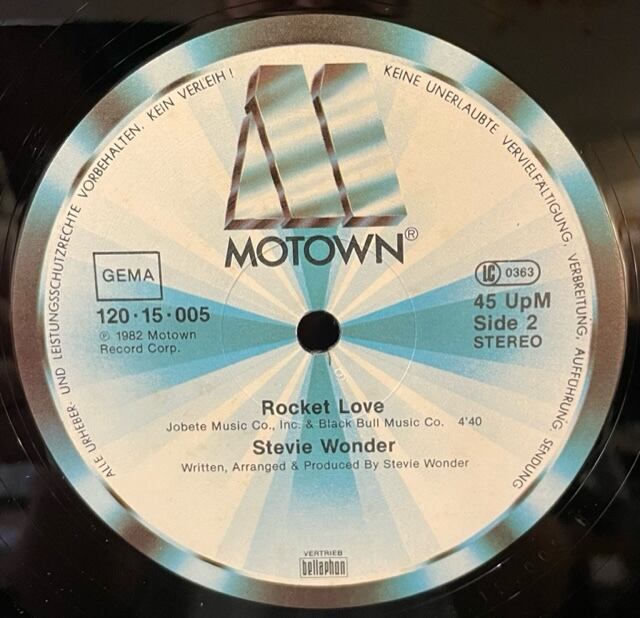 ALLE URHEBER- UND LEISTUNGSSCHUTZRECHTE VORBEHALTEN. KEIN VERLEIH! KEINE UNERLAUBTE VERVIELFÄLTIGUNG, VERBREITUNG, AUFFÜHRUNG, SENDUNG
MOTOWN®
GEMA
LC 0363
120·15·005
45 UpM
℗ 1982 Motown
Side 2
Record Corp.
STEREO
Rocket Love
Jobete Music Co., Inc. & Black Bull Music Co. 4'40
Stevie Wonder
Written, Arranged & Produced By Stevie Wonder
VERTRIEB
bellaphon